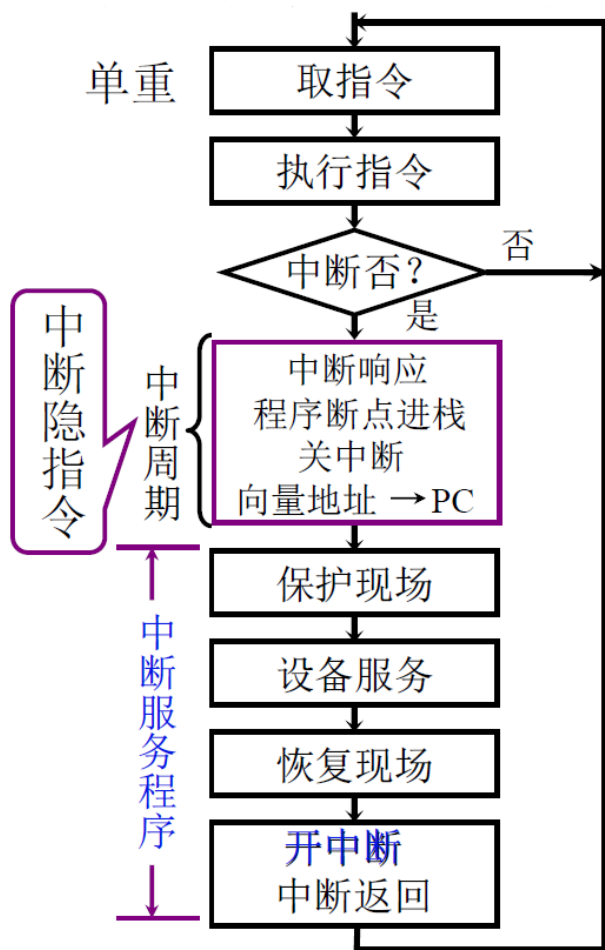 单重
取指令
执行指令
中断否？
否
是
中断隐指令
中断周期
中断响应
程序断点进栈
关中断
向量地址 → PC
中断服务程序
保护现场
设备服务
恢复现场
开中断
中断返回